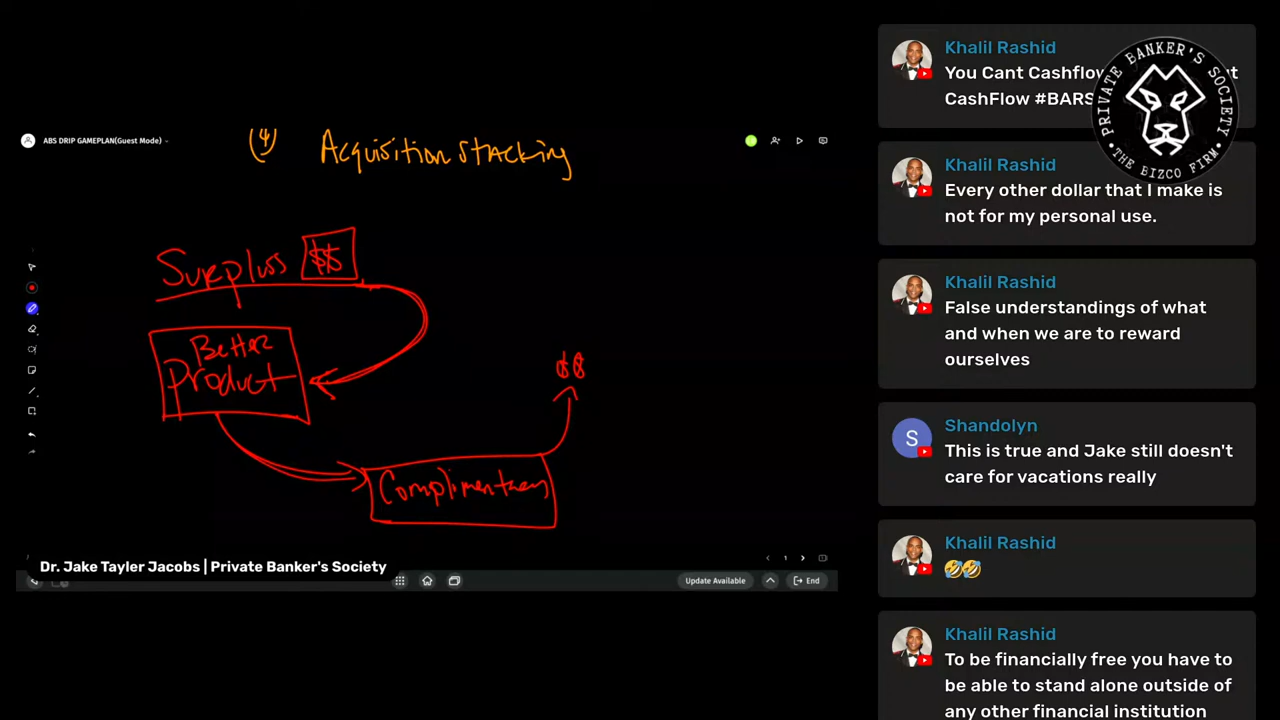 ABS DRIP GAMEPLAN(Guest Mode)
(4) Acquisition Stacking
Surpluss $$
Better
Product
$$
Complimentary
Dr. Jake Tayler Jacobs | Private Banker's Society
1
Update Available
End
Khalil Rashid
You Cant Cashflow
CashFlow #BARS
PRIVATE BANKER'S SOCIETY
• THE BIZCO FIRM •
Khalil Rashid
Every other dollar that I make is
not for my personal use.
Khalil Rashid
False understandings of what
and when we are to reward
ourselves
S
Shandolyn
This is true and Jake still doesn't
care for vacations really
Khalil Rashid
🤣🤣
Khalil Rashid
To be financially free you have to
be able to stand alone outside of
any other financial institution